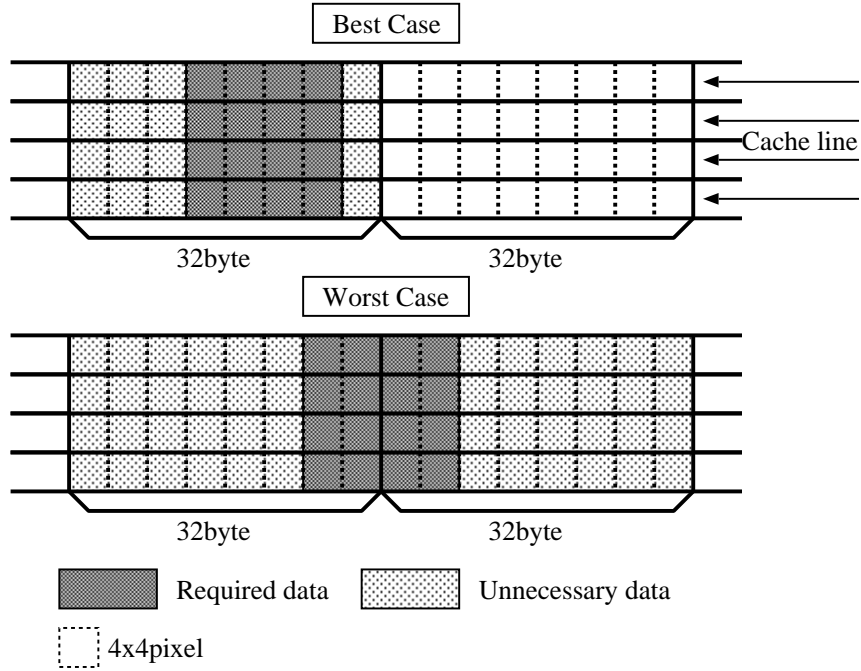 Best Case
Cache line
32byte 32byte
Worst Case
32byte 32byte
Required data Unnecessary data
4x4pixel